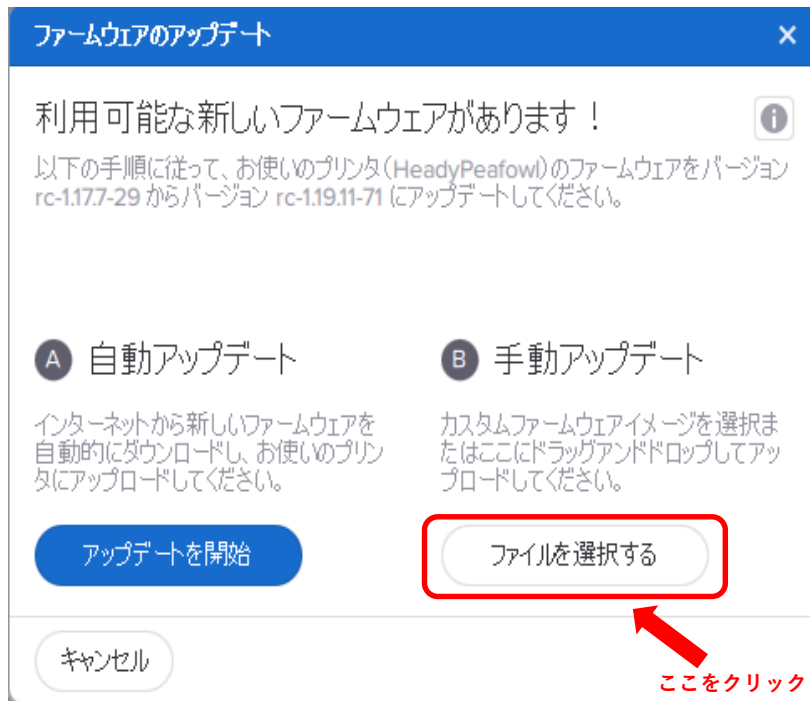 ファームウェアのアップデート
利用可能な新しいファームウェアがあります！
以下の手順に従って、お使いのプリンタ(HeadyPeafowl)のファームウェアをバージョン
rc-1.17.7-29 からバージョン rc-1.19.11-71 にアップデートしてください。
A 自動アップデート
インターネットから新しいファームウェアを
自動的にダウンロードし、お使いのプリン
タにアップロードしてください。
アップデートを開始
B 手動アップデート
カスタムファームウェアイメージを選択ま
たはここにドラッグアンドドロップしてアッ
プロードしてください。
ファイルを選択する
キャンセル
ここをクリック